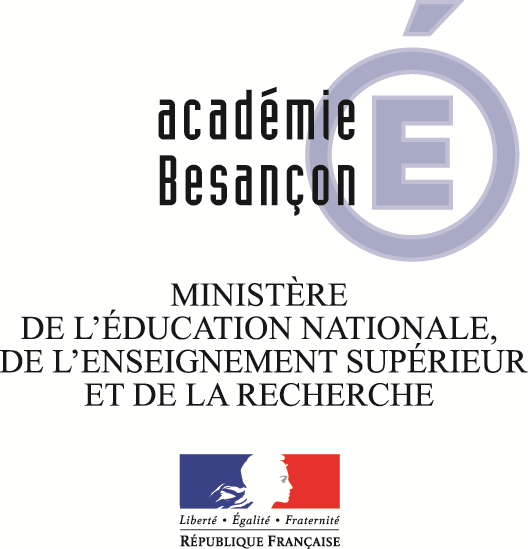 académie
Besançon
É
MINISTÈRE
DE L’ÉDUCATION NATIONALE,
DE L’ENSEIGNEMENT SUPÉRIEUR
ET DE LA RECHERCHE
Liberté • Égalité • Fraternité
RÉPUBLIQUE FRANÇAISE